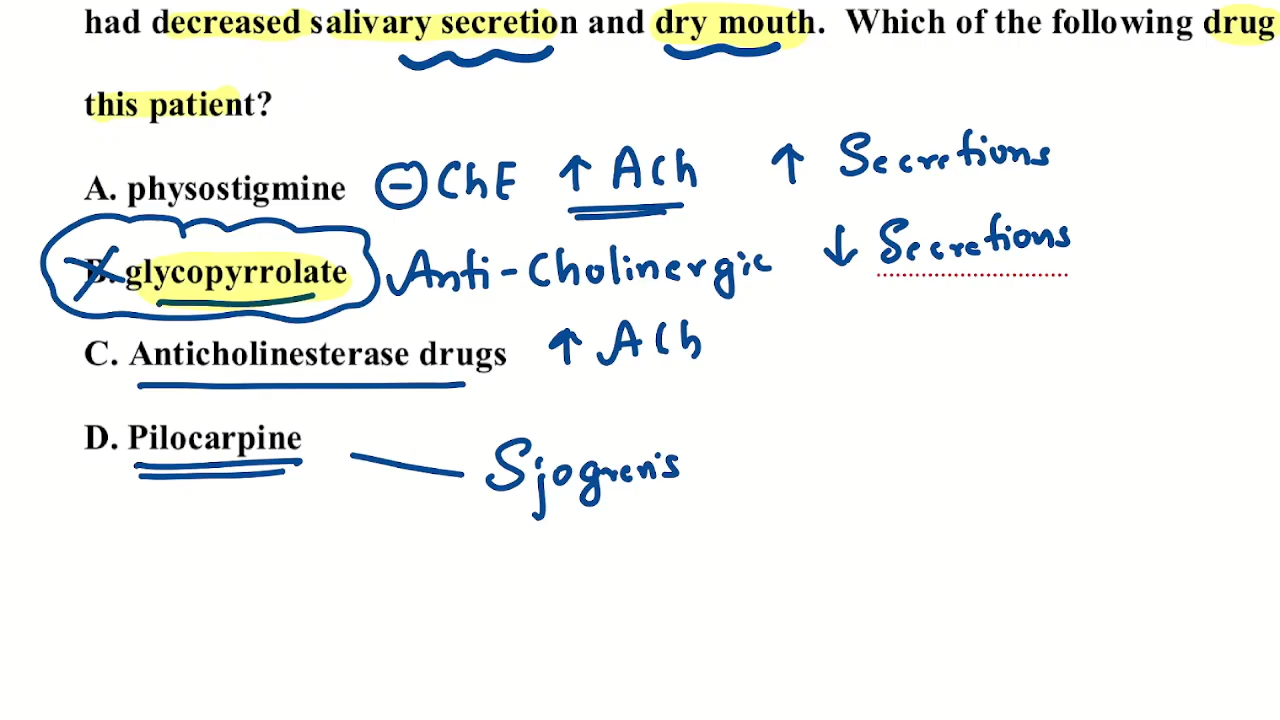 had decreased salivary secretion and dry mouth. Which of the following drug
this patient?
A. physostigmine ⊖ ChE ↑ ACh ↑ Secretions
B. glycopyrrolate Anti-Cholinergic ↓ Secretions
C. Anticholinesterase drugs ↑ ACh
D. Pilocarpine — Sjogren's